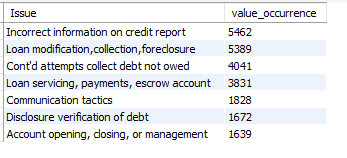 Issue value_occurrence
Incorrect information on credit report 5462
Loan modification,collection,foreclosure 5389
Cont'd attempts collect debt not owed 4041
Loan servicing, payments, escrow account 3831
Communication tactics 1828
Disclosure verification of debt 1672
Account opening, closing, or management 1639